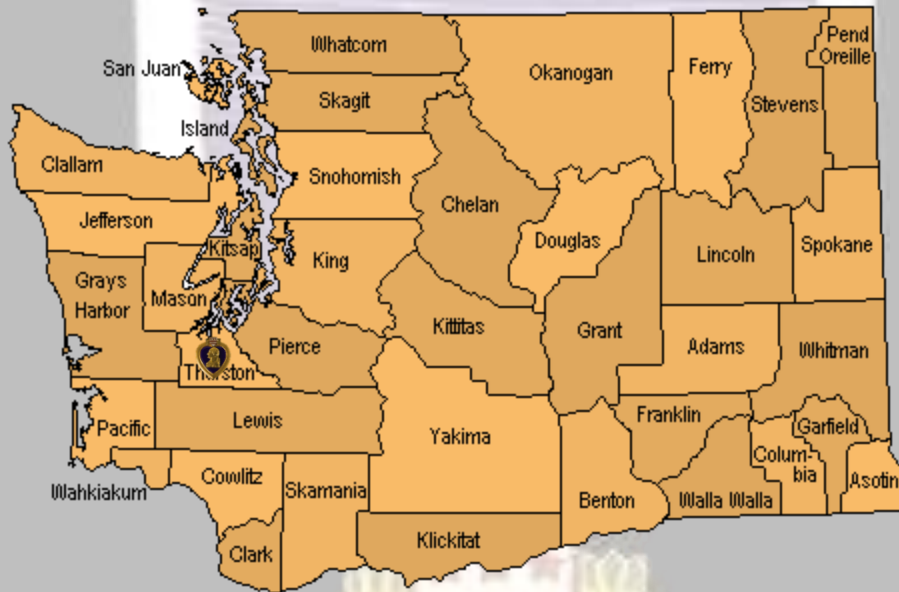 Whatcom
Pend
Oreille
San Juan
Okanogan
Ferry
Skagit
Stevens
Island
Clallam
Snohomish
Chelan
Jefferson
Douglas
Kitsap
Spokane
King
Lincoln
Grays
Harbor
Mason
Kittitas
Grant
Pierce
Adams
Whitman
Thurston
Lewis
Franklin
Pacific
Yakima
Garfield
Colum-
bia
Cowlitz
Asotin
Wahkiakum
Skamania
Benton
Walla Walla
Clark
Klickitat